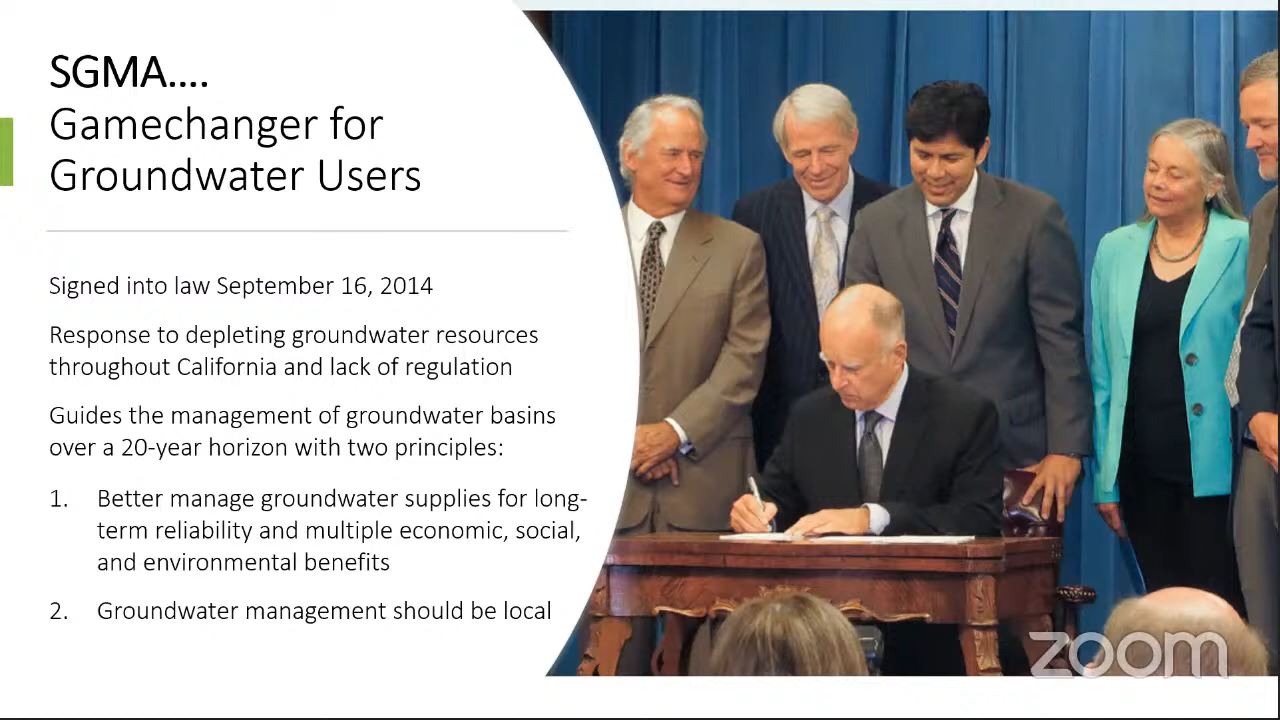 SGMA....
Gamechanger for
Groundwater Users
Signed into law September 16, 2014
Response to depleting groundwater resources
throughout California and lack of regulation
Guides the management of groundwater basins
over a 20-year horizon with two principles:
1. Better manage groundwater supplies for long-
term reliability and multiple economic, social,
and environmental benefits
2. Groundwater management should be local
zoom